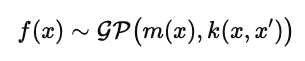 f(x) ∼ 𝒢𝒫(m(x), k(x, x′))